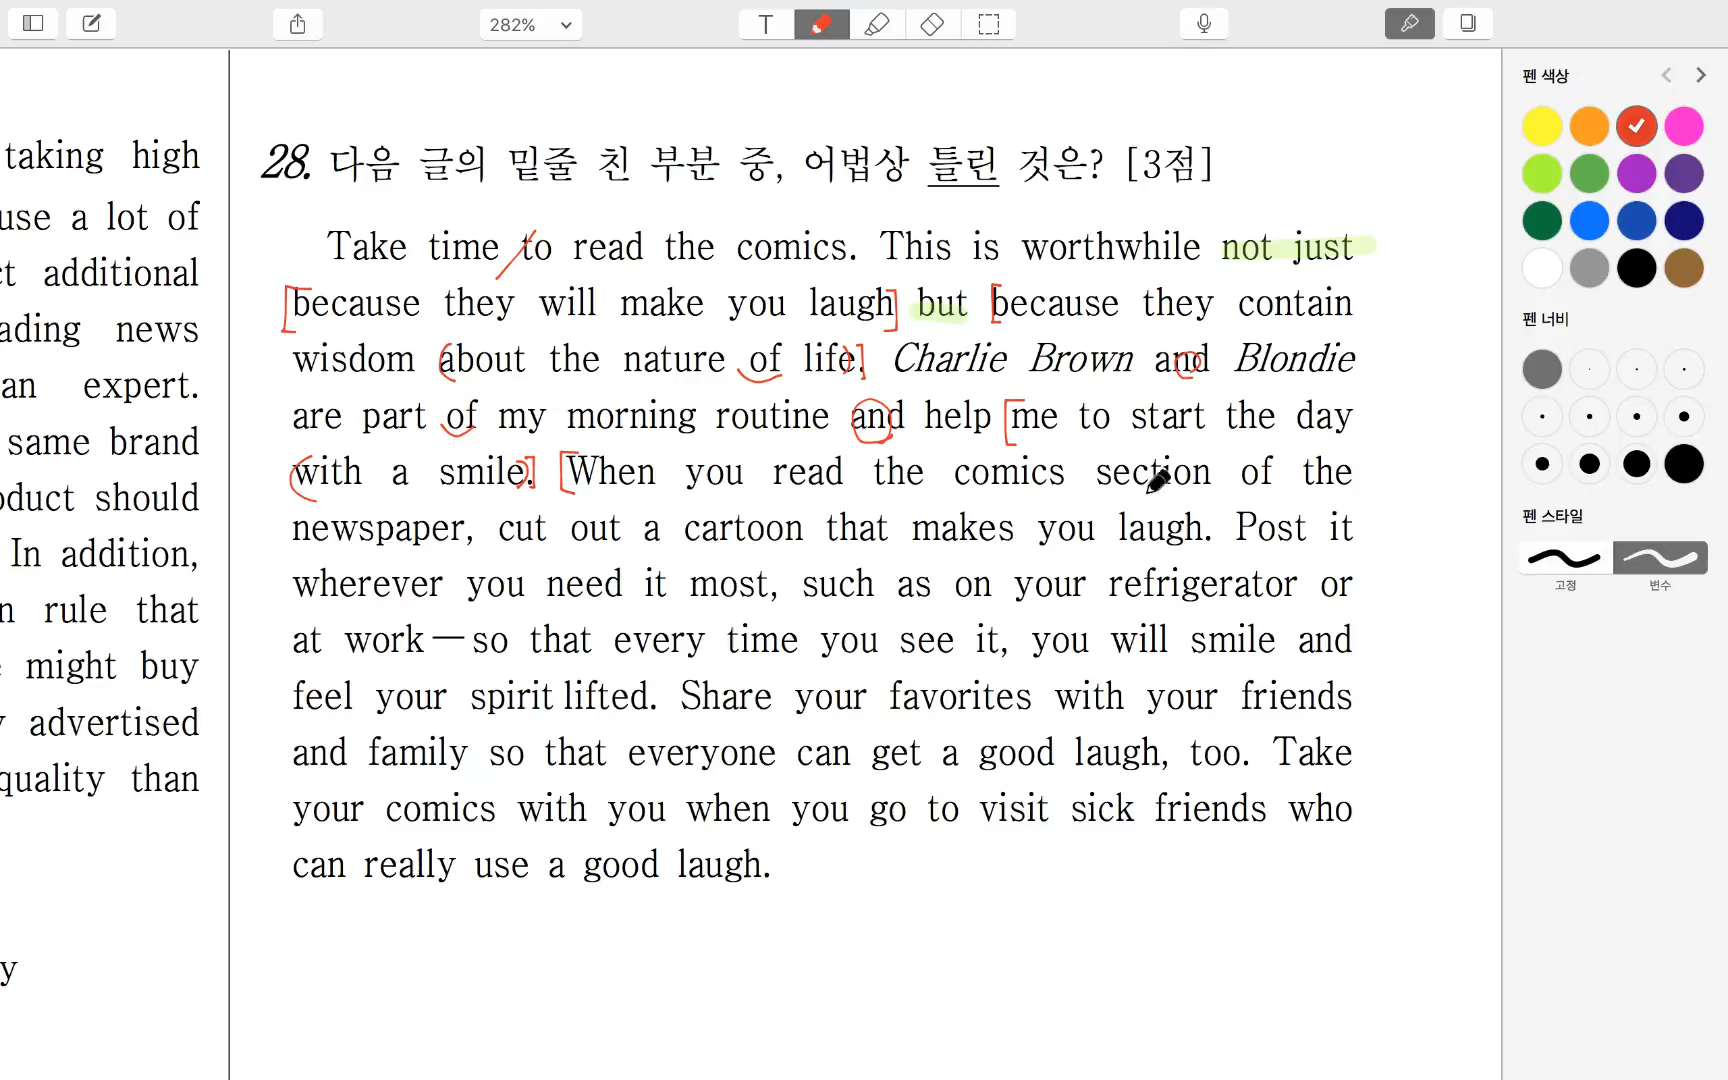 282%
T
펜 색상
펜 너비
펜 스타일
고정
변수
taking high
use a lot of
ct additional
ading news
an expert.
same brand
oduct should
In addition,
n rule that
might buy
y advertised
quality than
y
28. 다음 글의 밑줄 친 부분 중, 어법상 틀린 것은? [3점]
Take time to read the comics. This is worthwhile not just
because they will make you laugh but because they contain
wisdom about the nature of life. Charlie Brown and Blondie
are part of my morning routine and help me to start the day
with a smile. When you read the comics section of the
newspaper, cut out a cartoon that makes you laugh. Post it
wherever you need it most, such as on your refrigerator or
at work — so that every time you see it, you will smile and
feel your spirit lifted. Share your favorites with your friends
and family so that everyone can get a good laugh, too. Take
your comics with you when you go to visit sick friends who
can really use a good laugh.